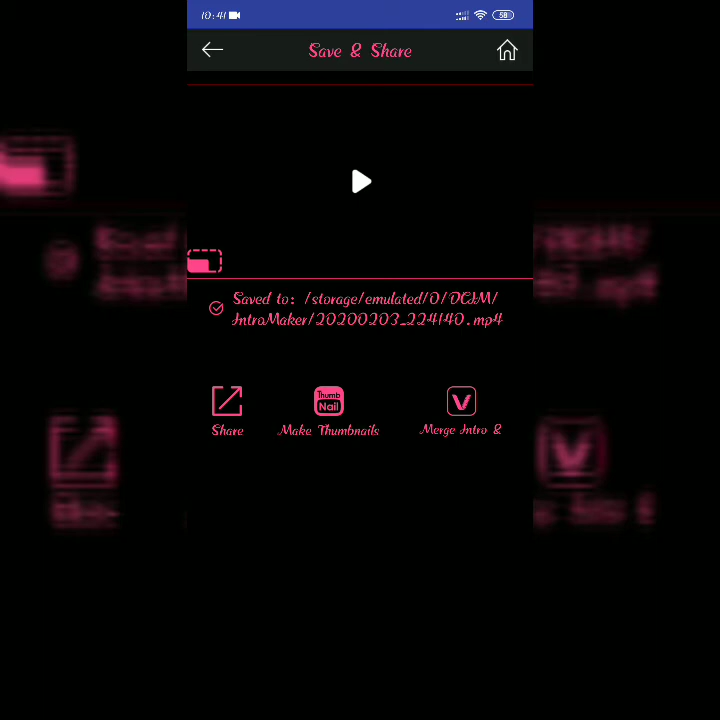 10:41
58
Save & Share
Saved to: /storage/emulated/0/DCIM/
IntroMaker/20200203_224140.mp4
Thumb
Nail
Share
Make Thumbnails
Merge Intro &